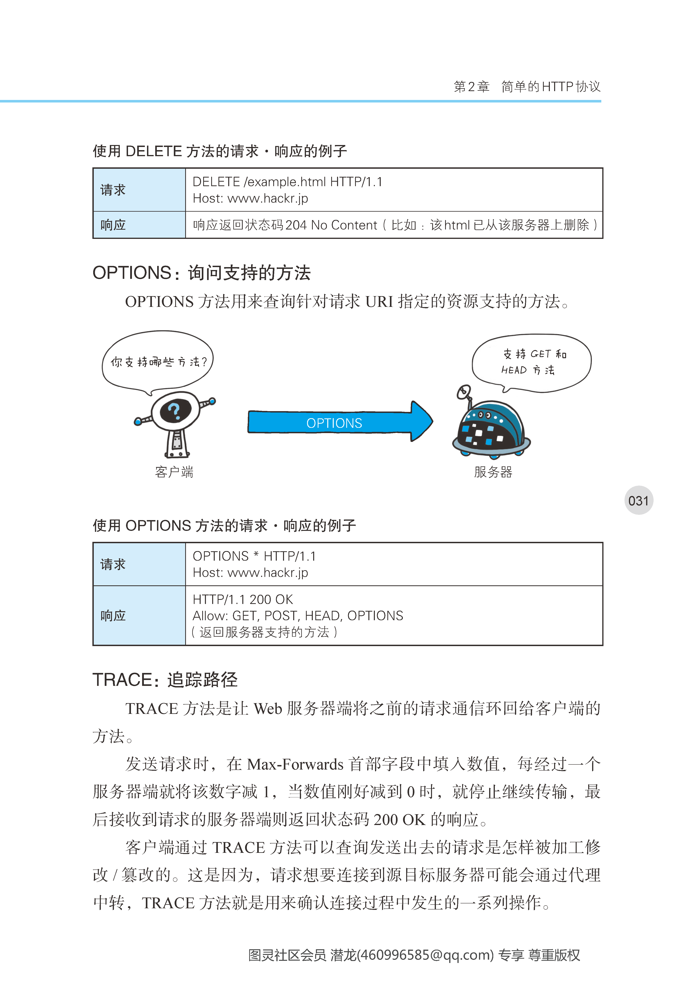 第2章 简单的HTTP协议
使用 DELETE 方法的请求·响应的例子
请求
DELETE /example.html HTTP/1.1
Host: www.hackr.jp
响应
响应返回状态码204 No Content（比如：该html已从该服务器上删除）
OPTIONS：询问支持的方法
OPTIONS 方法用来查询针对请求 URI 指定的资源支持的方法。
你支持哪些方法？
支持 GET 和
HEAD 方法
OPTIONS
客户端
服务器
031
使用 OPTIONS 方法的请求·响应的例子
请求
OPTIONS * HTTP/1.1
Host: www.hackr.jp
响应
HTTP/1.1 200 OK
Allow: GET, POST, HEAD, OPTIONS
（返回服务器支持的方法）
TRACE：追踪路径
TRACE 方法是让 Web 服务器端将之前的请求通信环回给客户端的
方法。
发送请求时，在 Max-Forwards 首部字段中填入数值，每经过一个
服务器端就将该数字减 1，当数值刚好减到 0 时，就停止继续传输，最
后接收到请求的服务器端则返回状态码 200 OK 的响应。
客户端通过 TRACE 方法可以查询发送出去的请求是怎样被加工修
改 / 篡改的。这是因为，请求想要连接到源目标服务器可能会通过代理
中转，TRACE 方法就是用来确认连接过程中发生的一系列操作。
图灵社区会员 潜龙(460996585@qq.com) 专享 尊重版权